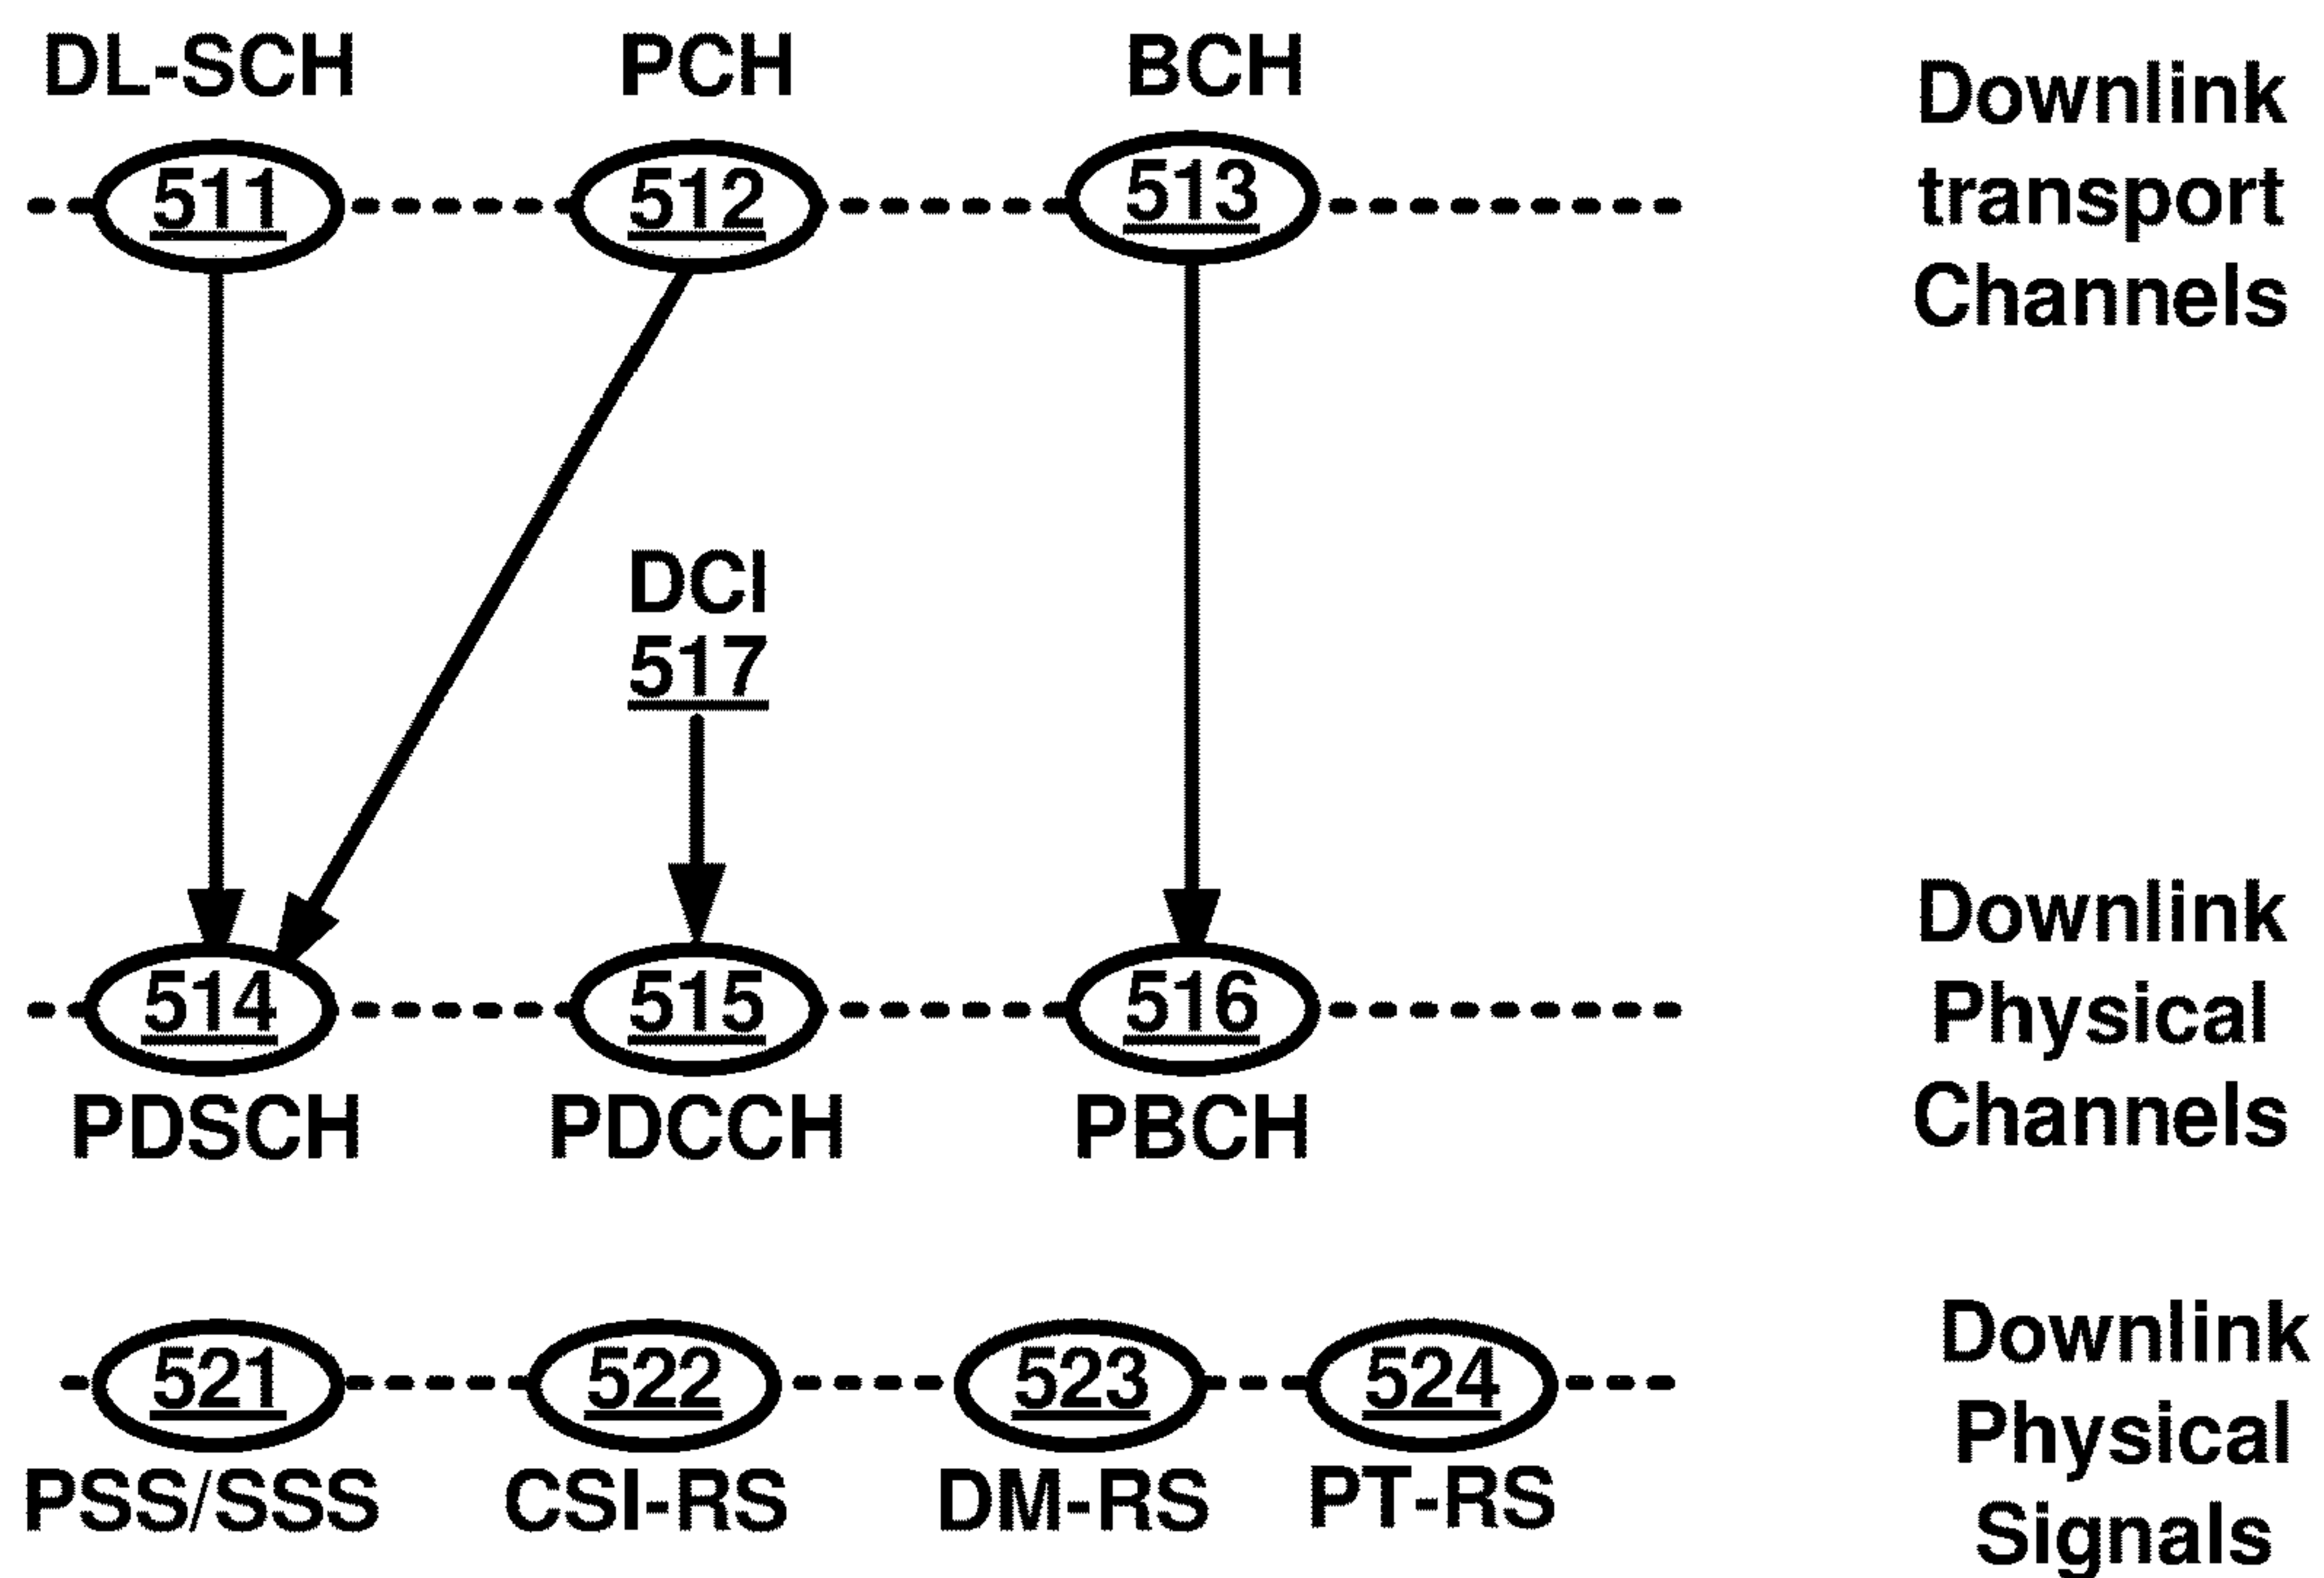 DL-SCH
PCH
BCH
Downlink
transport
Channels
511
512
513
DCI
517
Downlink
Physical
Channels
514
515
516
PDSCH
PDCCH
PBCH
Downlink
Physical
Signals
521
522
523
524
PSS/SSS
CSI-RS
DM-RS
PT-RS